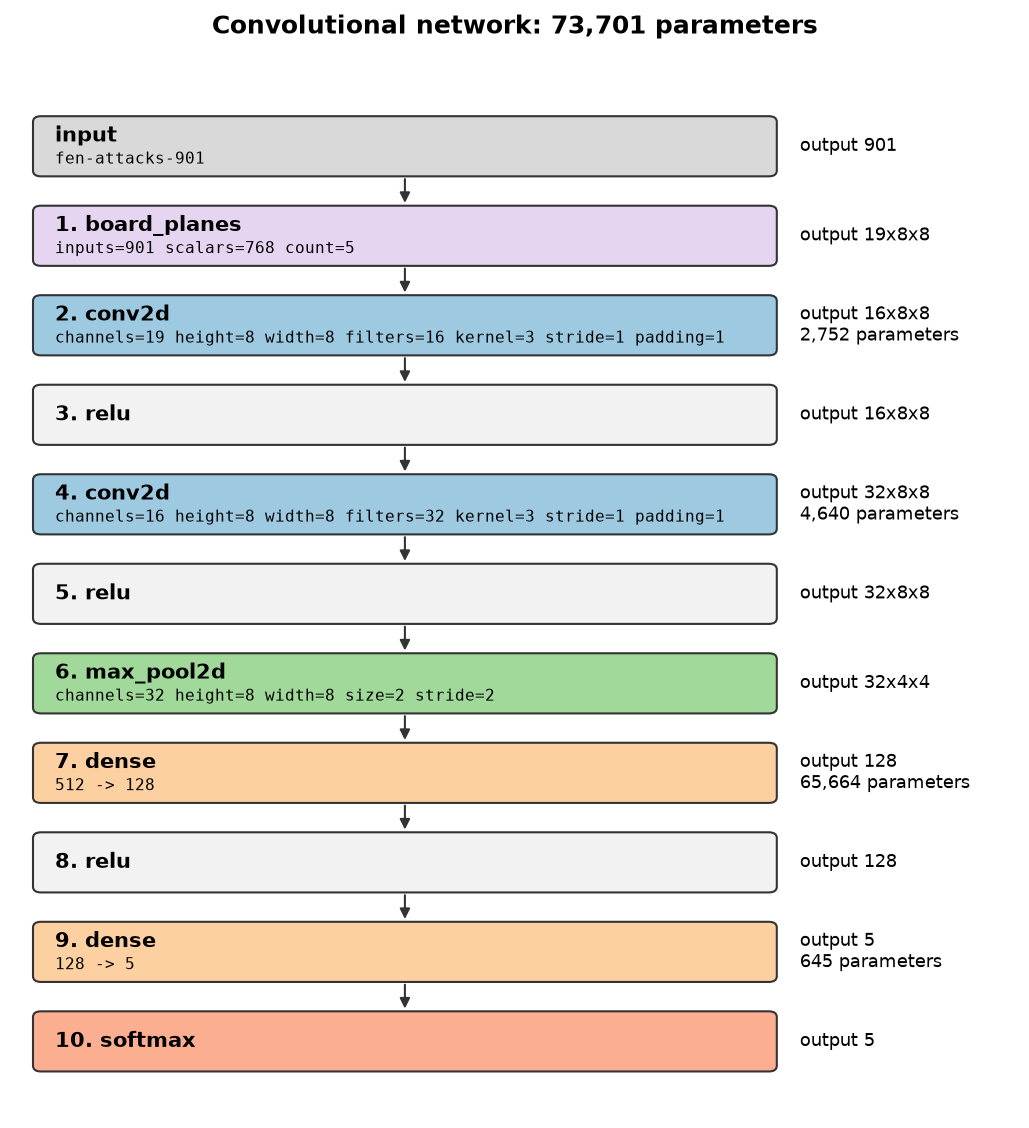 Convolutional network: 73,701 parameters
input
fen-attacks-901
output 901
1. board_planes
inputs=901 scalars=768 count=5
output 19x8x8
2. conv2d
channels=19 height=8 width=8 filters=16 kernel=3 stride=1 padding=1
output 16x8x8
2,752 parameters
3. relu
output 16x8x8
4. conv2d
channels=16 height=8 width=8 filters=32 kernel=3 stride=1 padding=1
output 32x8x8
4,640 parameters
5. relu
output 32x8x8
6. max_pool2d
channels=32 height=8 width=8 size=2 stride=2
output 32x4x4
7. dense
512 -> 128
output 128
65,664 parameters
8. relu
output 128
9. dense
128 -> 5
output 5
645 parameters
10. softmax
output 5